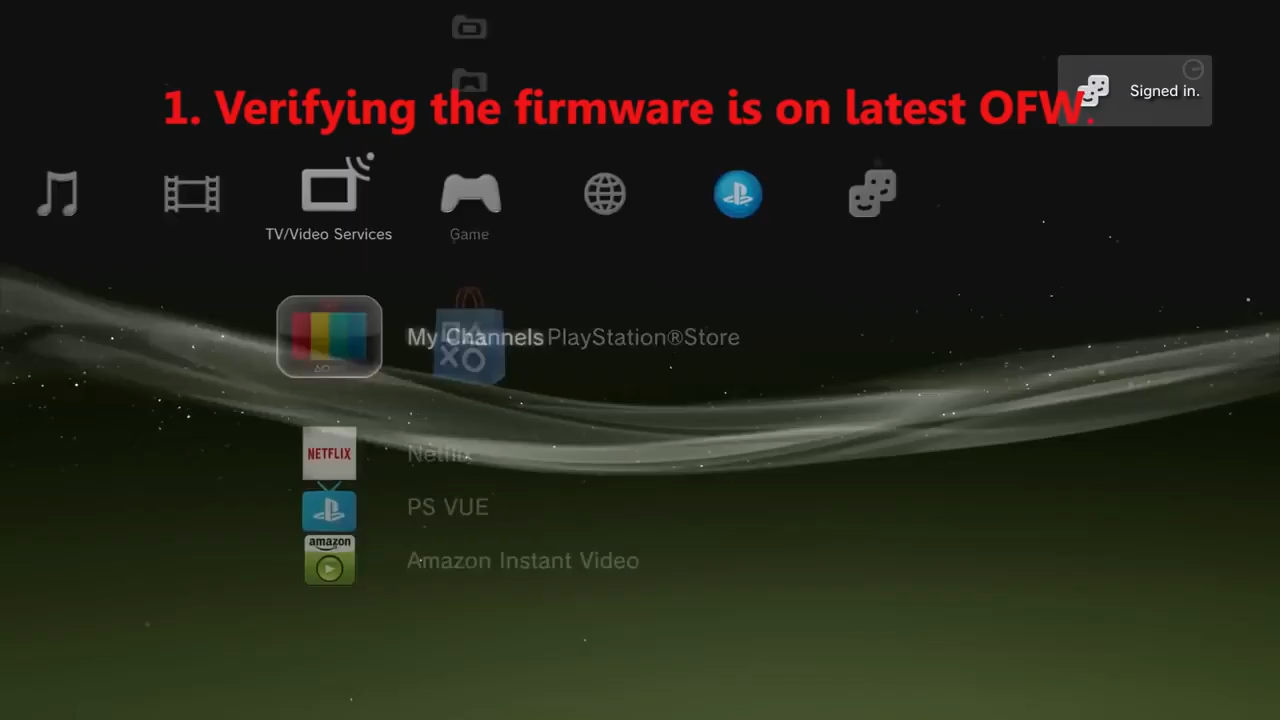 1. Verifying the firmware is on latest OFW.
Signed in.
TV/Video Services
Game
My Channels
PlayStation®Store
NETFLIX
Netflix
PS VUE
amazon
Amazon Instant Video